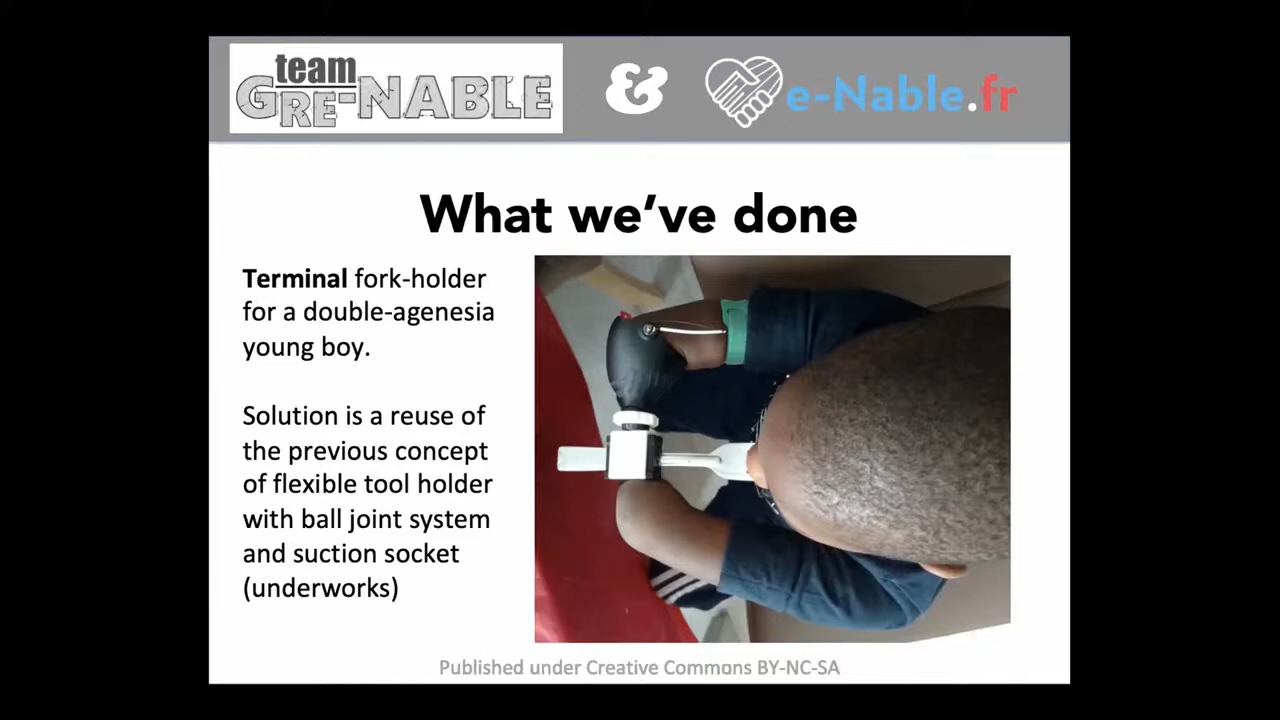 team
GRE-NABLE
&
e-Nable.fr
What we've done
Terminal fork-holder
for a double-agenesia
young boy.
Solution is a reuse of
the previous concept
of flexible tool holder
with ball joint system
and suction socket
(underworks)
Published under Creative Commons BY-NC-SA